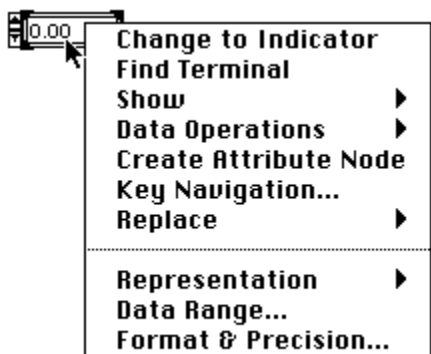 0.00
Change to Indicator
Find Terminal
Show
Data Operations
Create Attribute Node
Key Navigation...
Replace
Representation
Data Range...
Format & Precision...